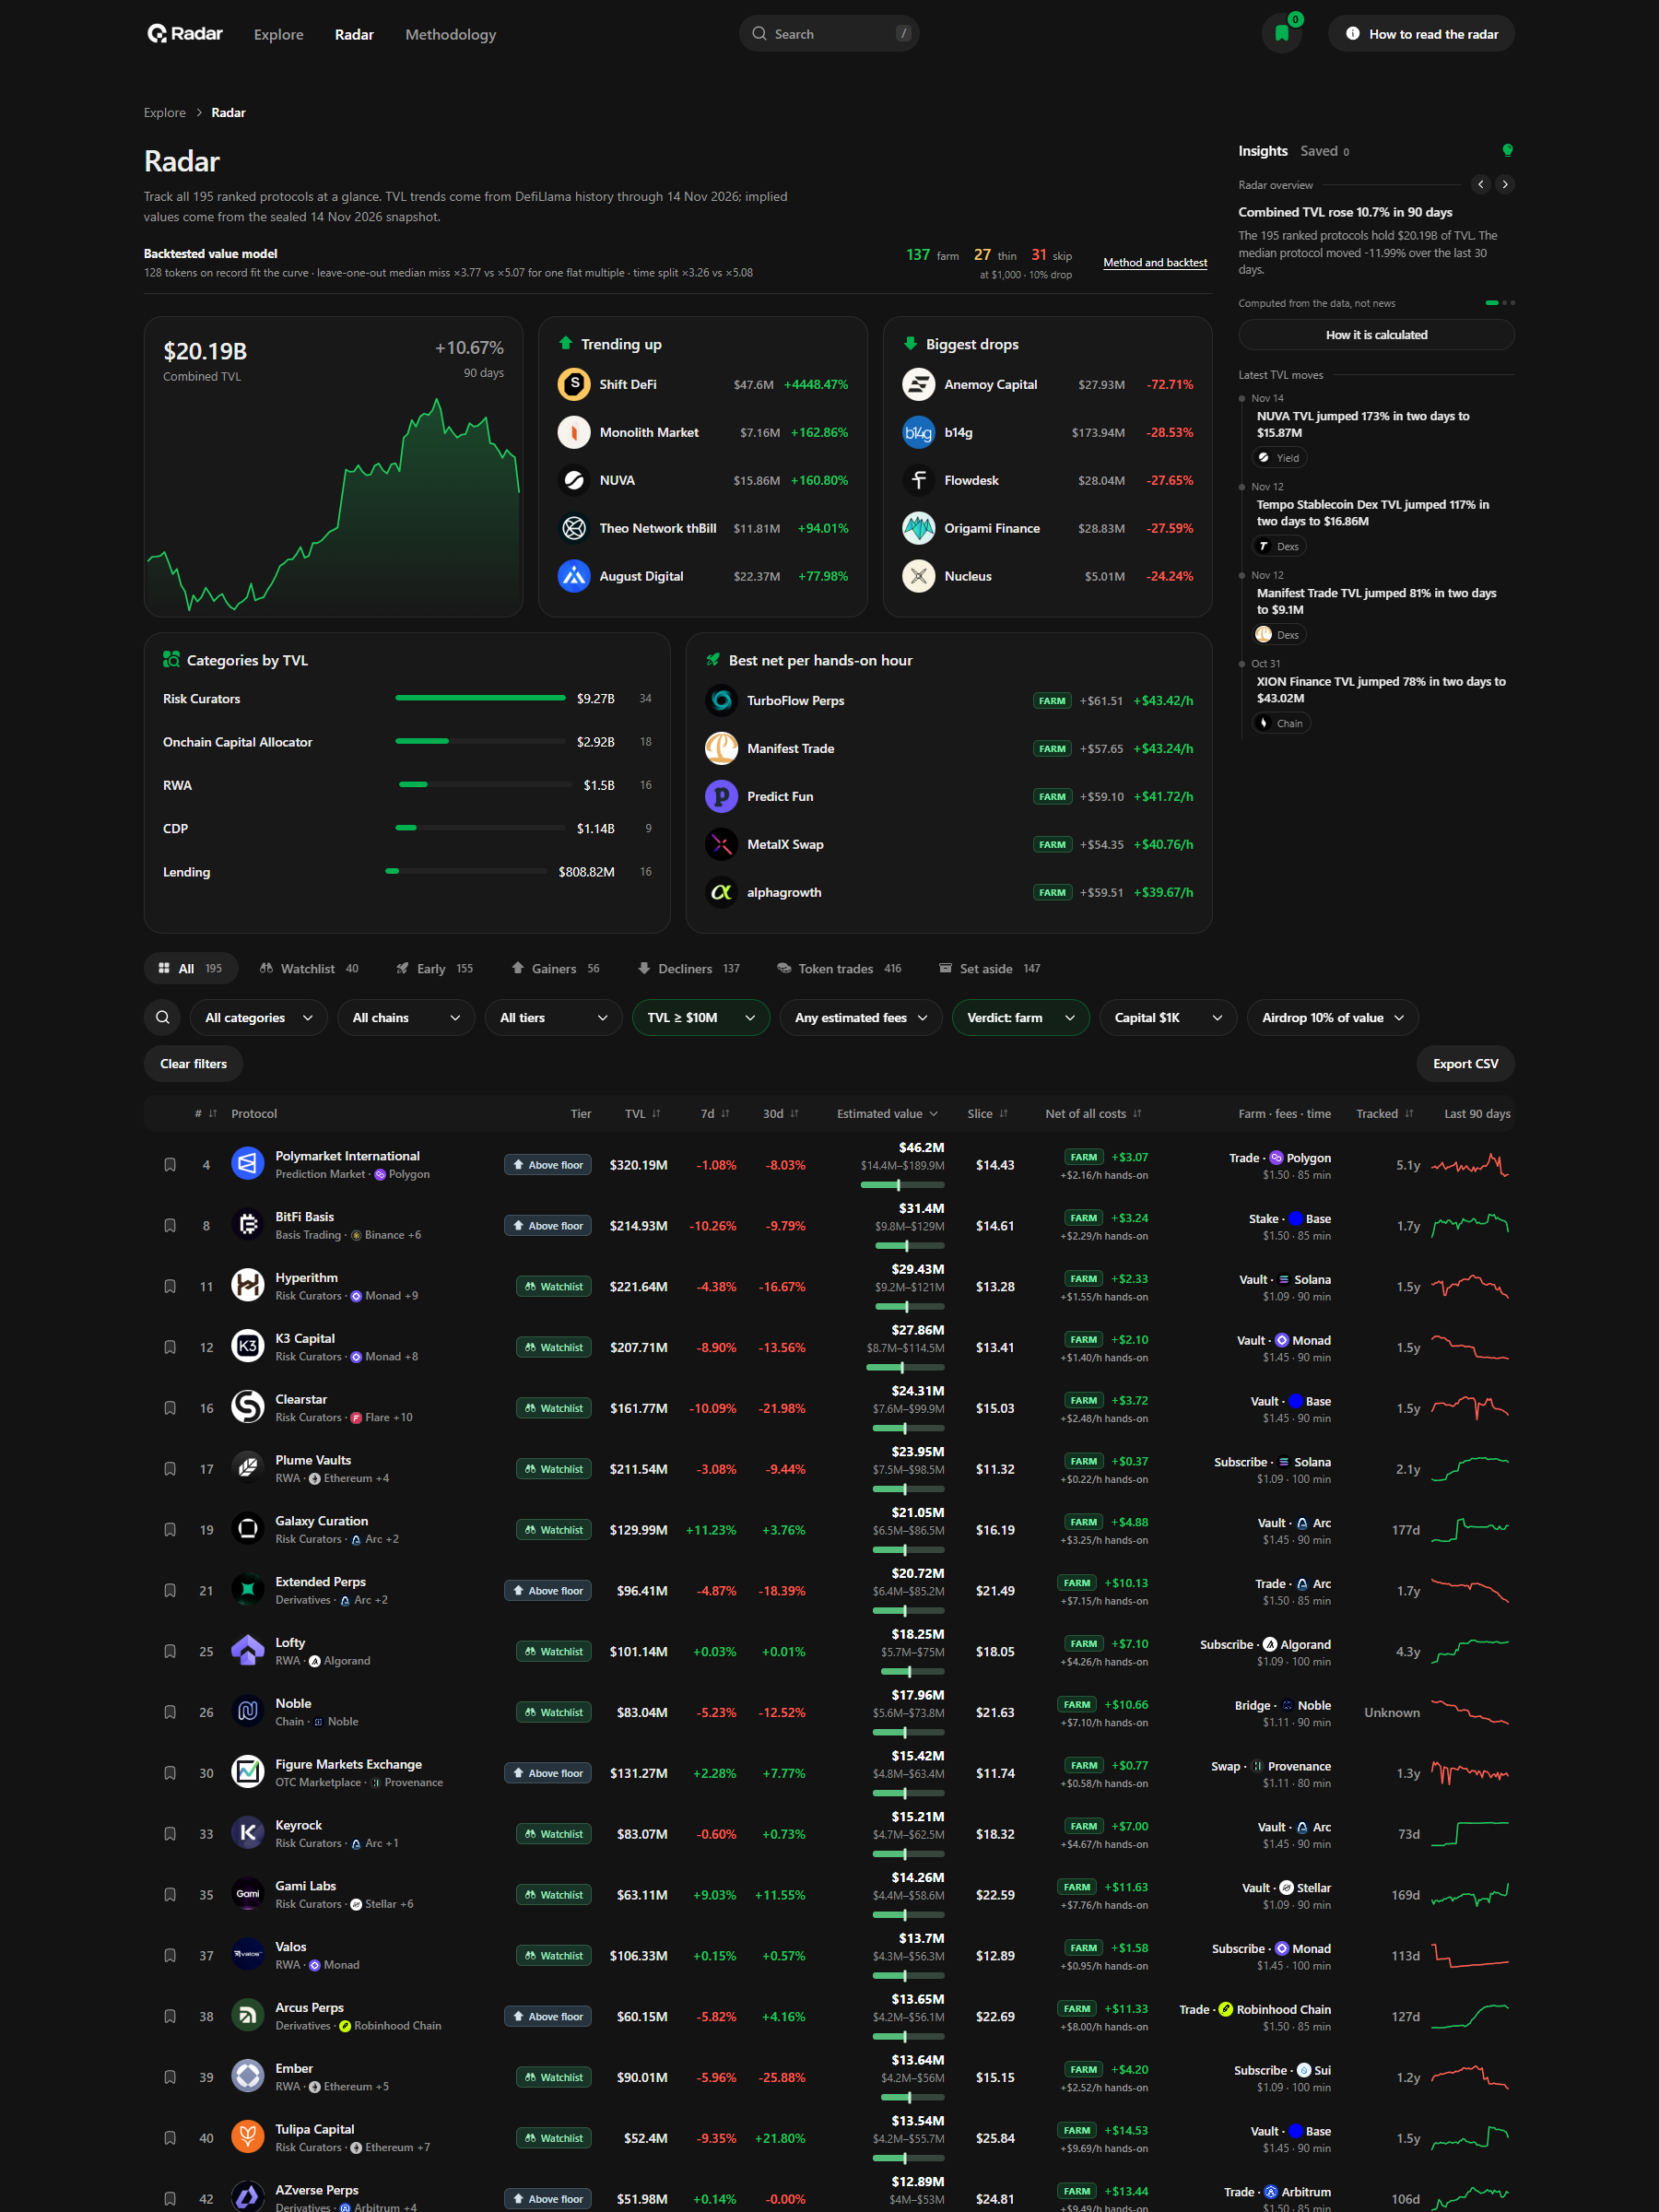 Radar
Explore
Radar
Methodology
Search
/
0
How to read the radar
Explore > Radar
Radar
Track all 195 ranked protocols at a glance. TVL trends come from DefiLlama history through 14 Nov 2026; implied
values come from the sealed 14 Nov 2026 snapshot.
Backtested value model
128 tokens on record fit the curve · leave-one-out median miss ×3.77 vs ×5.07 for one flat multiple · time split ×3.26 vs ×5.08
137 farm 27 thin 31 skip
at $1,000 · 10% drop
Method and backtest
Insights Saved 0
Radar overview
Combined TVL rose 10.7% in 90 days
The 195 ranked protocols hold $20.19B of TVL. The
median protocol moved -11.99% over the last 30
days.
Computed from the data, not news
How it is calculated
Latest TVL moves
Nov 14
NUVA TVL jumped 173% in two days to
$15.87M
Yield
Nov 12
Tempo Stablecoin Dex TVL jumped 117% in
two days to $16.86M
Dexs
Nov 12
Manifest Trade TVL jumped 81% in two days
to $9.1M
Dexs
Oct 31
XION Finance TVL jumped 78% in two days to
$43.02M
Chain
$20.19B +10.67%
Combined TVL 90 days
Trending up
Shift DeFi $47.6M +4448.47%
Monolith Market $7.16M +162.86%
NUVA $15.86M +160.80%
Theo Network thBill $11.81M +94.01%
August Digital $22.37M +77.98%
Biggest drops
Anemoy Capital $27.93M -72.71%
b14g b14g $173.94M -28.53%
Flowdesk $28.04M -27.65%
Origami Finance $28.83M -27.59%
Nucleus $5.01M -24.24%
Categories by TVL
Risk Curators $9.27B 34
Onchain Capital Allocator $2.92B 18
RWA $1.5B 16
CDP $1.14B 9
Lending $808.82M 16
Best net per hands-on hour
TurboFlow Perps FARM +$61.51 +$43.42/h
Manifest Trade FARM +$57.65 +$43.24/h
Predict Fun FARM +$59.10 +$41.72/h
MetalX Swap FARM +$54.35 +$40.76/h
alphagrowth FARM +$59.51 +$39.67/h
All 195 Watchlist 40 Early 155 Gainers 56 Decliners 137 Token trades 416 Set aside 147
All categories All chains All tiers TVL ≥ $10M Any estimated fees Verdict: farm Capital $1K Airdrop 10% of value
Clear filters Export CSV
# Protocol Tier TVL 7d 30d Estimated value Slice Net of all costs Farm · fees · time Tracked Last 90 days
4 Polymarket International Above floor $320.19M -1.08% -8.03% $46.2M $14.43 FARM +$3.07 Trade · Polygon 5.1y
Prediction Market · Polygon $14.4M–$189.9M +$2.16/h hands-on $1.50 · 85 min
8 BitFi Basis Above floor $214.93M -10.26% -9.79% $31.4M $14.61 FARM +$3.24 Stake · Base 1.7y
Basis Trading · Binance +6 $9.8M–$129M +$2.29/h hands-on $1.50 · 85 min
11 Hyperithm Watchlist $221.64M -4.38% -16.67% $29.43M $13.28 FARM +$2.33 Vault · Solana 1.5y
Risk Curators · Monad +9 $9.2M–$121M +$1.55/h hands-on $1.09 · 90 min
12 K3 K3 Capital Watchlist $207.71M -8.90% -13.56% $27.86M $13.41 FARM +$2.10 Vault · Monad 1.5y
Risk Curators · Monad +8 $8.7M–$114.5M +$1.40/h hands-on $1.45 · 90 min
16 Clearstar Watchlist $161.77M -10.09% -21.98% $24.31M $15.03 FARM +$3.72 Vault · Base 1.5y
Risk Curators · Flare +10 $7.6M–$99.9M +$2.48/h hands-on $1.45 · 90 min
17 Plume Vaults Watchlist $211.54M -3.08% -9.44% $23.95M $11.32 FARM +$0.37 Subscribe · Solana 2.1y
RWA · Ethereum +4 $7.5M–$98.5M +$0.22/h hands-on $1.09 · 100 min
19 Galaxy Curation Watchlist $129.99M +11.23% +3.76% $21.05M $16.19 FARM +$4.88 Vault · Arc 177d
Risk Curators · Arc +2 $6.5M–$86.5M +$3.25/h hands-on $1.45 · 90 min
21 Extended Perps Above floor $96.41M -4.87% -18.39% $20.72M $21.49 FARM +$10.13 Trade · Arc 1.7y
Derivatives · Arc +2 $6.4M–$85.2M +$7.15/h hands-on $1.50 · 85 min
25 Lofty Watchlist $101.14M +0.03% +0.01% $18.25M $18.05 FARM +$7.10 Subscribe · Algorand 4.3y
RWA · Algorand $5.7M–$75M +$4.26/h hands-on $1.09 · 100 min
26 Noble Watchlist $83.04M -5.23% -12.52% $17.96M $21.63 FARM +$10.66 Bridge · Noble Unknown
Chain · Noble $5.6M–$73.8M +$7.10/h hands-on $1.11 · 90 min
30 Figure Markets Exchange Above floor $131.27M +2.28% +7.77% $15.42M $11.74 FARM +$0.77 Swap · Provenance 1.3y
OTC Marketplace · Provenance $4.8M–$63.4M +$0.58/h hands-on $1.11 · 80 min
33 Keyrock Watchlist $83.07M -0.60% +0.73% $15.21M $18.32 FARM +$7.00 Vault · Arc 73d
Risk Curators · Arc +1 $4.7M–$62.5M +$4.67/h hands-on $1.45 · 90 min
35 Gami Gami Labs Watchlist $63.11M +9.03% +11.55% $14.26M $22.59 FARM +$11.63 Vault · Stellar 169d
Risk Curators · Stellar +6 $4.4M–$58.6M +$7.76/h hands-on $1.09 · 90 min
37 Valos Watchlist $106.33M +0.15% +0.57% $13.7M $12.89 FARM +$1.58 Subscribe · Monad 113d
RWA · Monad $4.3M–$56.3M +$0.95/h hands-on $1.45 · 100 min
38 Arcus Perps Above floor $60.15M -5.82% +4.16% $13.65M $22.69 FARM +$11.33 Trade · Robinhood Chain 127d
Derivatives · Robinhood Chain $4.2M–$56.1M +$8.00/h hands-on $1.50 · 85 min
39 Ember Watchlist $90.01M -5.96% -25.88% $13.64M $15.15 FARM +$4.20 Subscribe · Sui 1.2y
RWA · Ethereum +5 $4.2M–$56M +$2.52/h hands-on $1.09 · 100 min
40 Tulipa Capital Watchlist $52.4M -9.35% +21.80% $13.54M $25.84 FARM +$14.53 Vault · Base 1.5y
Risk Curators · Ethereum +7 $4.2M–$55.7M +$9.69/h hands-on $1.45 · 90 min
42 AZverse Perps Above floor $51.98M +0.14% -0.00% $12.89M $24.81 FARM +$13.44 Trade · Arbitrum 106d
Derivatives · Arbitrum +4 $4M–$53M +$9.49/h hands-on $1.50 · 85 min